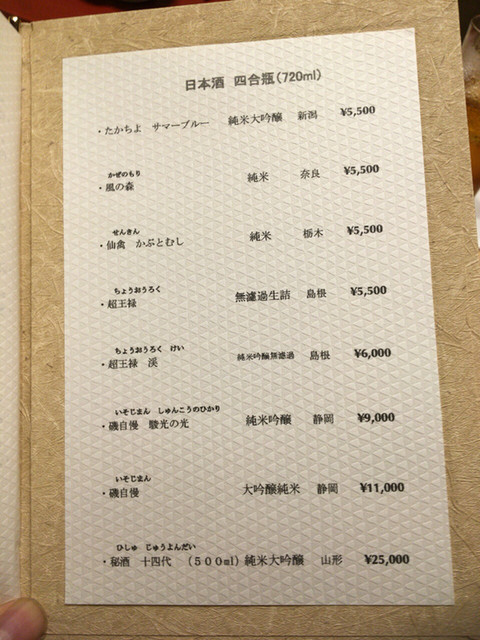 日本酒 四合瓶(720ml)
・たかちよ サマーブルー 純米大吟醸 新潟 ¥5,500
かぜのもり
・風の森 純米 奈良 ¥5,500
せんきん
・仙禽 かぶとむし 純米 栃木 ¥5,500
ちょうおうろく
・超王禄 無濾過生詰 島根 ¥5,500
ちょうおうろく けい
・超王禄 渓 純米吟醸無濾過 島根 ¥6,000
いそじまん しゅんこうのひかり
・磯自慢 駿光の光 純米吟醸 静岡 ¥9,000
いそじまん
・磯自慢 大吟醸純米 静岡 ¥11,000
ひしゅ じゅうよんだい
・秘酒 十四代 (500ml) 純米大吟醸 山形 ¥25,000